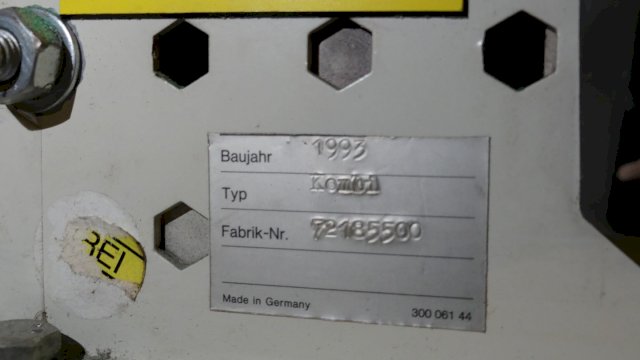 Baujahr 1993
Typ Kombi
Fabrik-Nr. 72185500
Made in Germany 300 061 44
REI